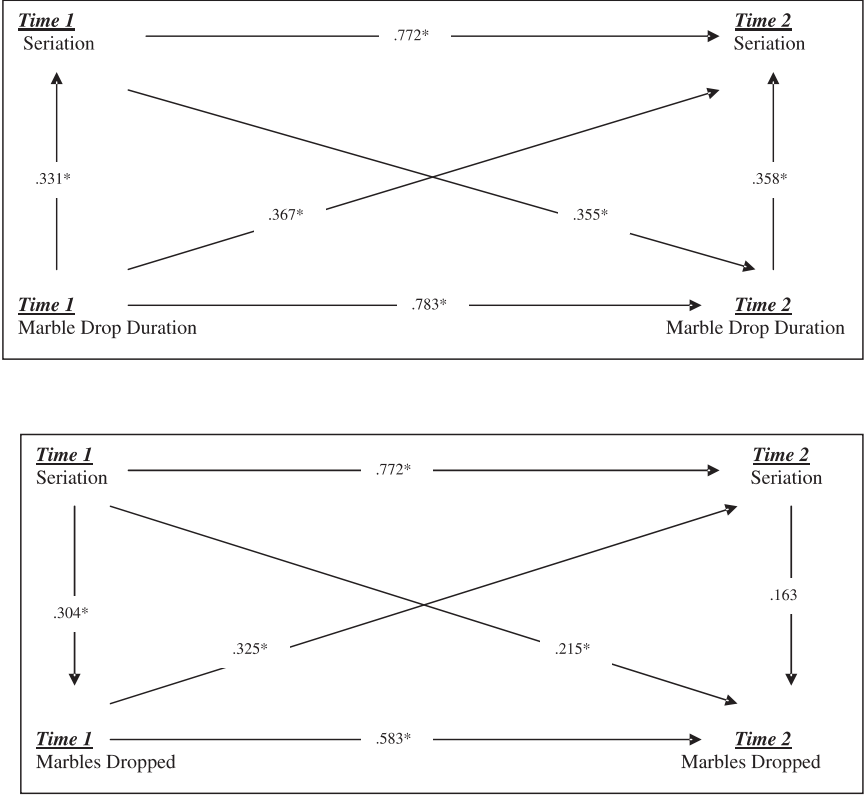 Time 1
Seriation
.772*
Time 2
Seriation
.331*
.367*
.355*
.358*
Time 1
Marble Drop Duration
.783*
Time 2
Marble Drop Duration
Time 1
Seriation
.772*
Time 2
Seriation
.304*
.325*
.215*
.163
Time 1
Marbles Dropped
.583*
Time 2
Marbles Dropped